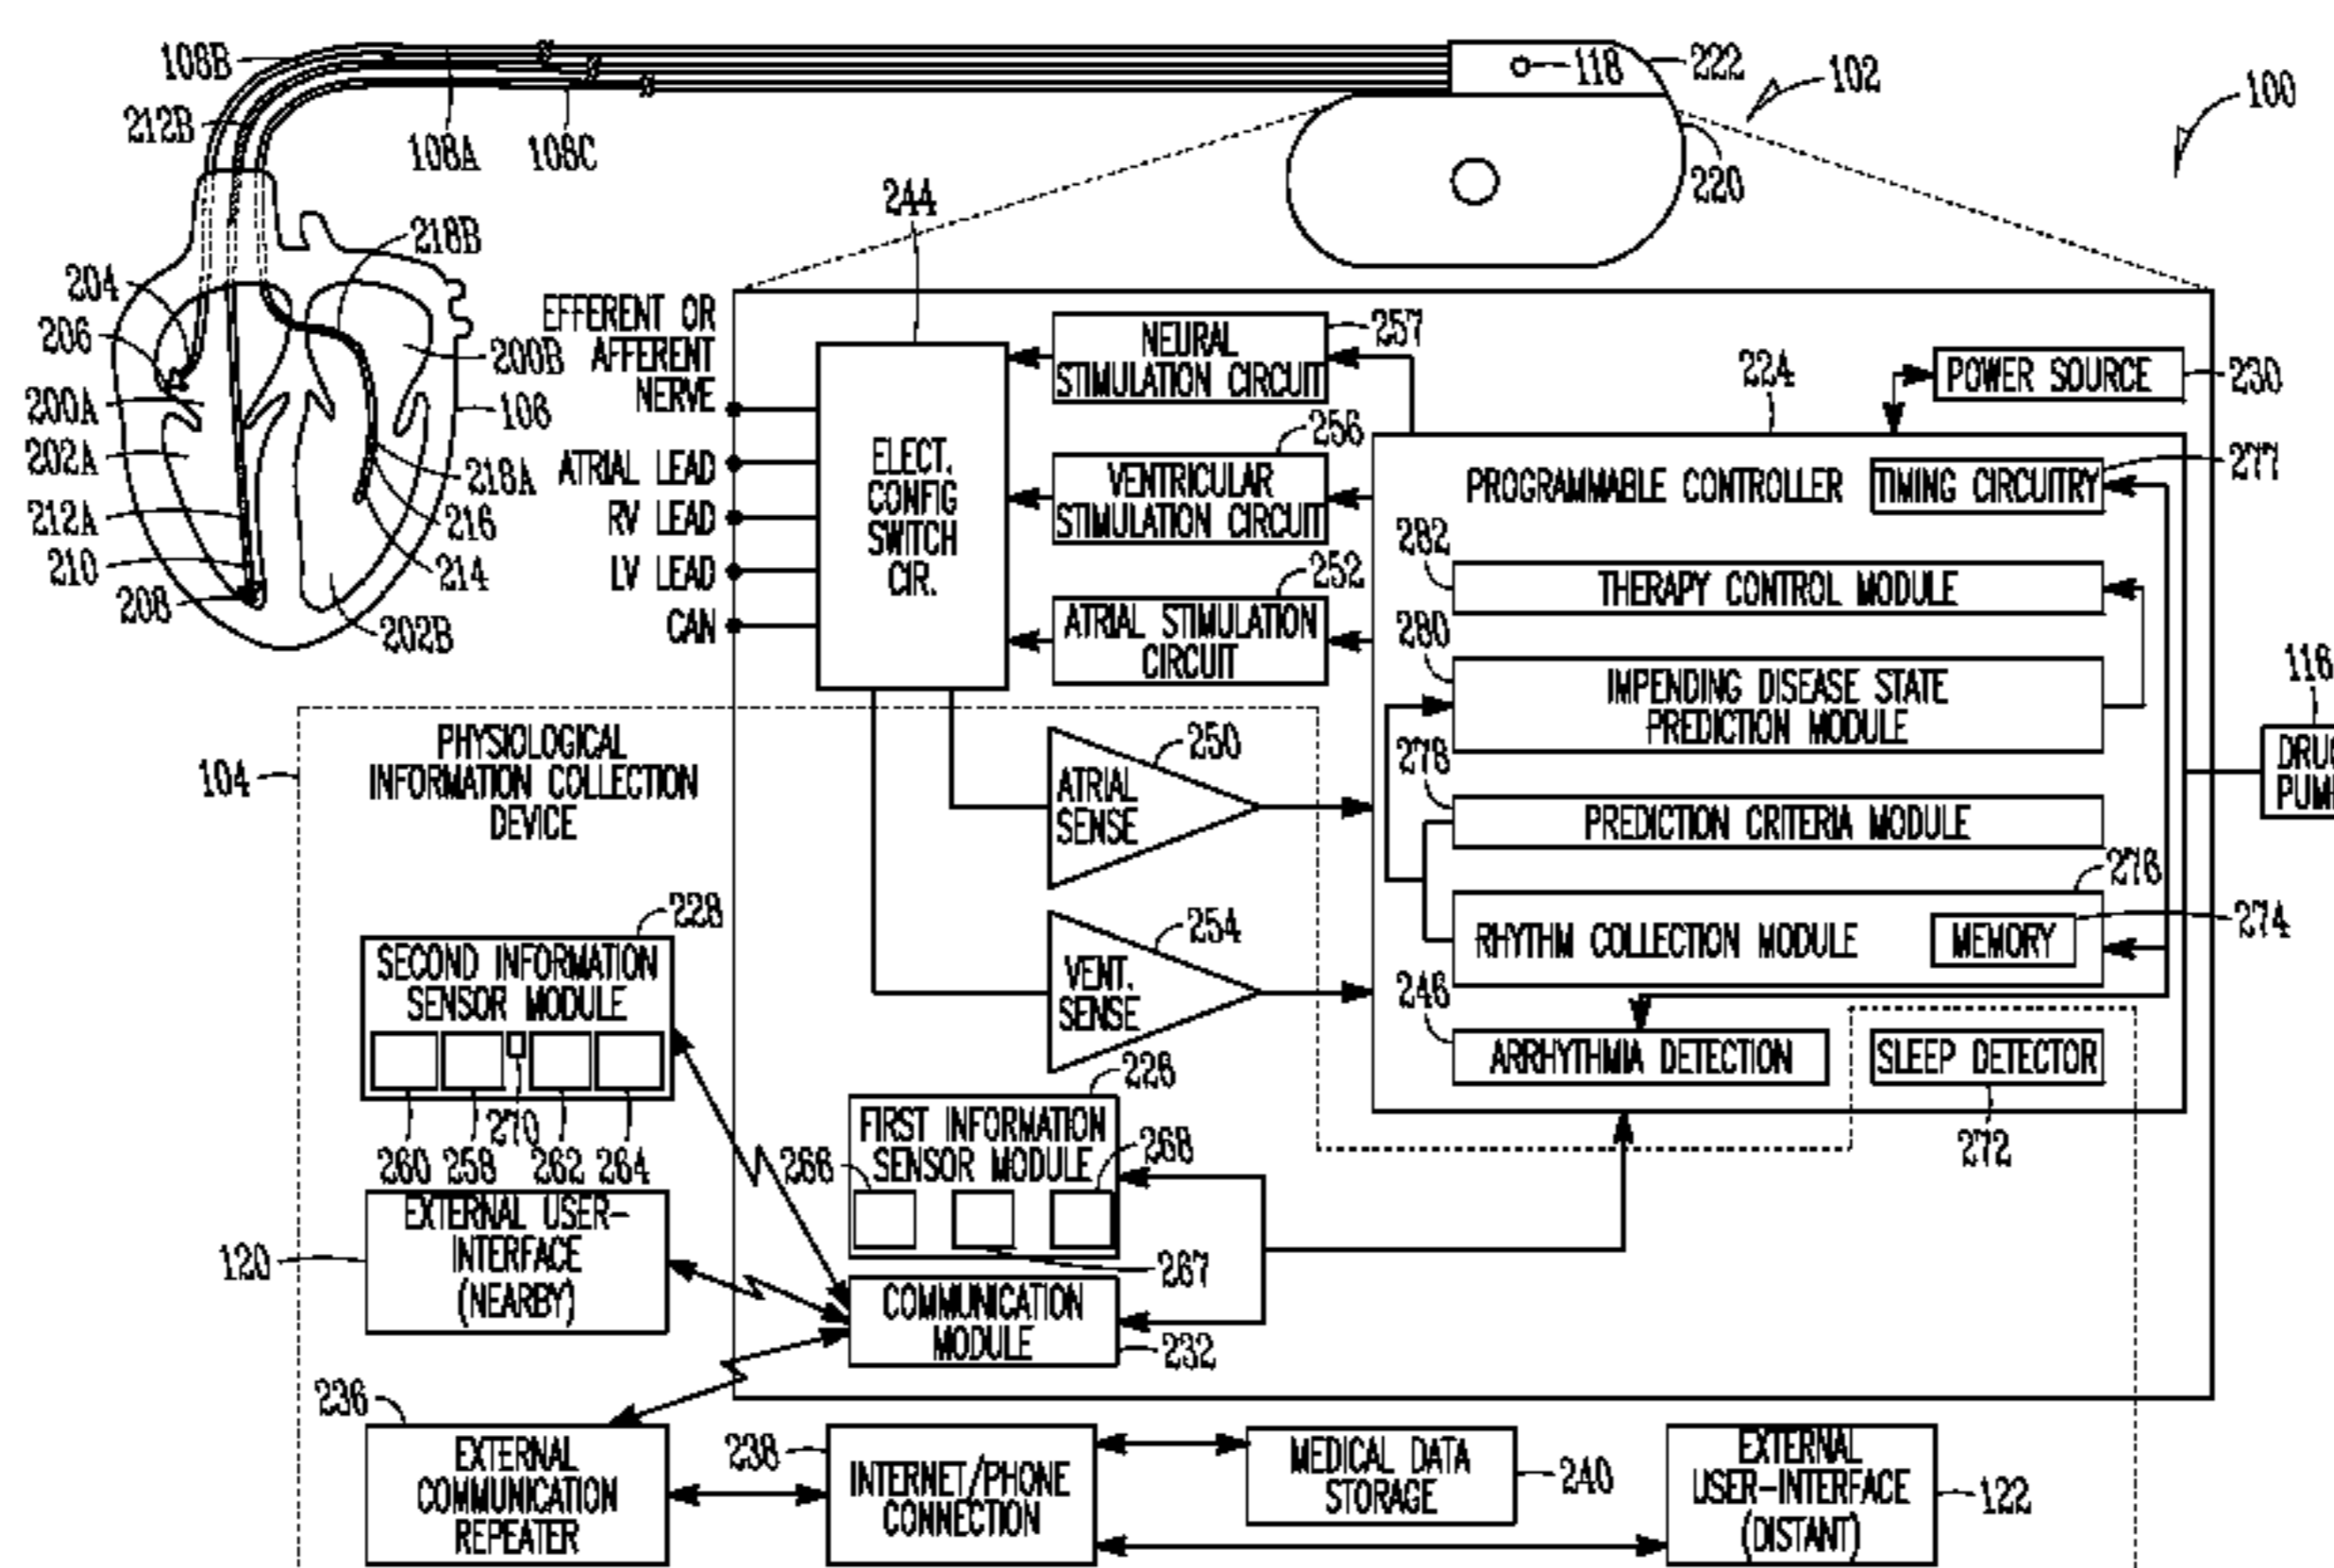 108B
118
222
102
100
212B
108A
108C
220
244
218B
204
206
EFFERENT OR
AFFERENT
NERVE
200B
200A
106
202A
218A
212A
216
210
214
208
202B
ATRIAL LEAD
RV LEAD
LV LEAD
CAN
ELECT.
CONFIG
SWITCH
CIR.
NEURAL
STIMULATION CIRCUIT
257
256
VENTRICULAR
STIMULATION CIRCUIT
252
ATRIAL STIMULATION
CIRCUIT
224
POWER SOURCE
230
PROGRAMMABLE CONTROLLER
TIMING CIRCUITRY
277
282
THERAPY CONTROL MODULE
280
IMPENDING DISEASE STATE
PREDICTION MODULE
278
PREDICTION CRITERIA MODULE
276
RHYTHM COLLECTION MODULE
MEMORY
274
246
ARRHYTHMIA DETECTION
SLEEP DETECTOR
272
116
DRUG
PUMP
104
PHYSIOLOGICAL
INFORMATION COLLECTION
DEVICE
250
ATRIAL
SENSE
254
VENT.
SENSE
228
SECOND INFORMATION
SENSOR MODULE
270
260 258 262 264
226
FIRST INFORMATION
SENSOR MODULE
266
268
267
120
EXTERNAL USER-
INTERFACE
(NEARBY)
COMMUNICATION
MODULE
232
236
EXTERNAL
COMMUNICATION
REPEATER
238
INTERNET/PHONE
CONNECTION
MEDICAL DATA
STORAGE
240
EXTERNAL
USER-INTERFACE
(DISTANT)
122